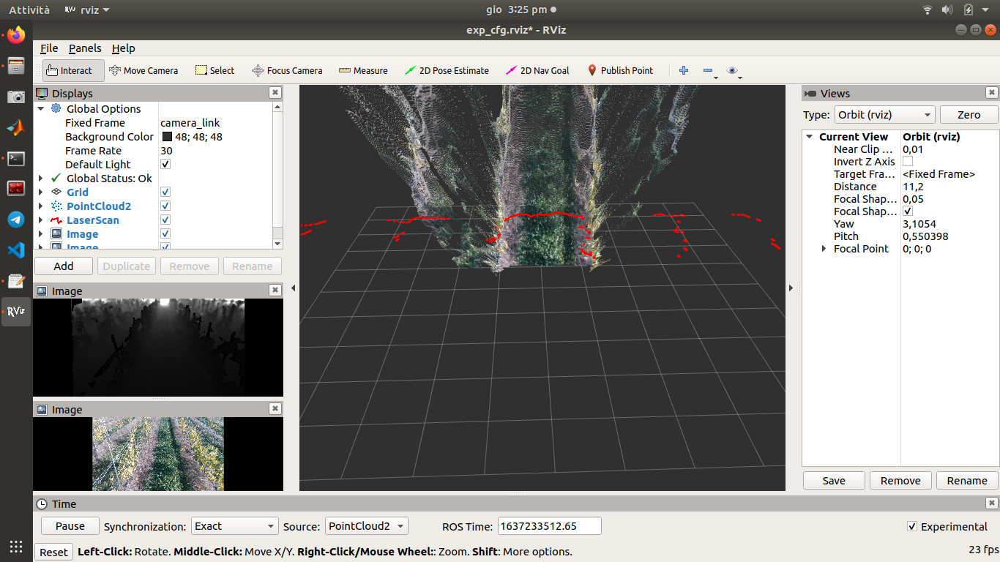 Attività
RViz rviz
gio 3:25 pm
exp_cfg.rviz* - RViz
File Panels Help
Interact Move Camera Select Focus Camera Measure 2D Pose Estimate 2D Nav Goal Publish Point
Displays
Global Options
Fixed Frame camera_link
Background Color 48; 48; 48
Frame Rate 30
Default Light
Global Status: Ok
Grid
PointCloud2
LaserScan
Image
Image
Add Duplicate Remove Rename
Image
Image
RViz
Views
Type: Orbit (rviz) Zero
Current View Orbit (rviz)
Near Clip ... 0,01
Invert Z Axis
Target Fra... <Fixed Frame>
Distance 11,2
Focal Shap... 0,05
Focal Shap...
Yaw 3,1054
Pitch 0,550398
Focal Point 0; 0; 0
Save Remove Rename
Time
Pause Synchronization: Exact Source: PointCloud2 ROS Time: 1637233512.65 Experimental
Reset Left-Click: Rotate. Middle-Click: Move X/Y. Right-Click/Mouse Wheel:: Zoom. Shift: More options. 23 fps